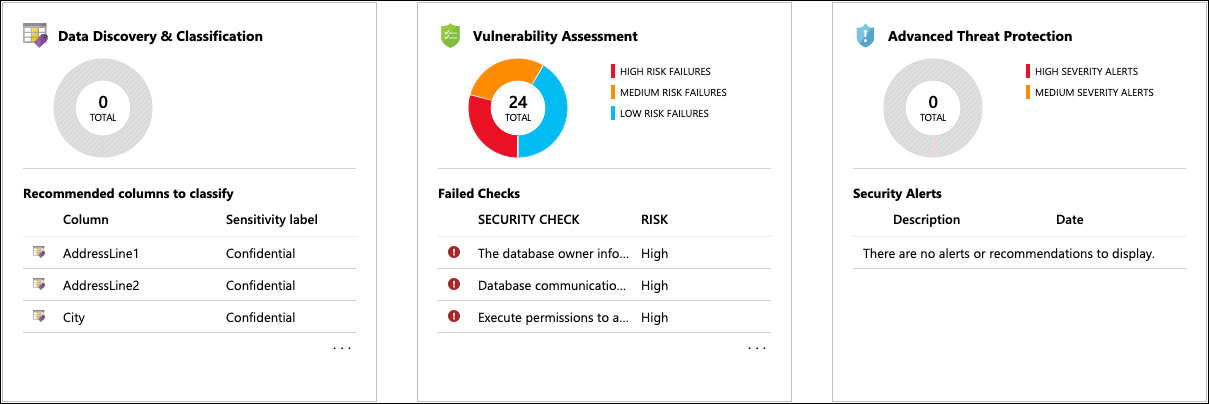 Data Discovery & Classification
0
TOTAL
Recommended columns to classify
Column Sensitivity label
AddressLine1 Confidential
AddressLine2 Confidential
City Confidential
...
Vulnerability Assessment
24
TOTAL
HIGH RISK FAILURES
MEDIUM RISK FAILURES
LOW RISK FAILURES
Failed Checks
SECURITY CHECK RISK
The database owner info... High
Database communicatio... High
Execute permissions to a... High
...
Advanced Threat Protection
0
TOTAL
HIGH SEVERITY ALERTS
MEDIUM SEVERITY ALERTS
Security Alerts
Description Date
There are no alerts or recommendations to display.